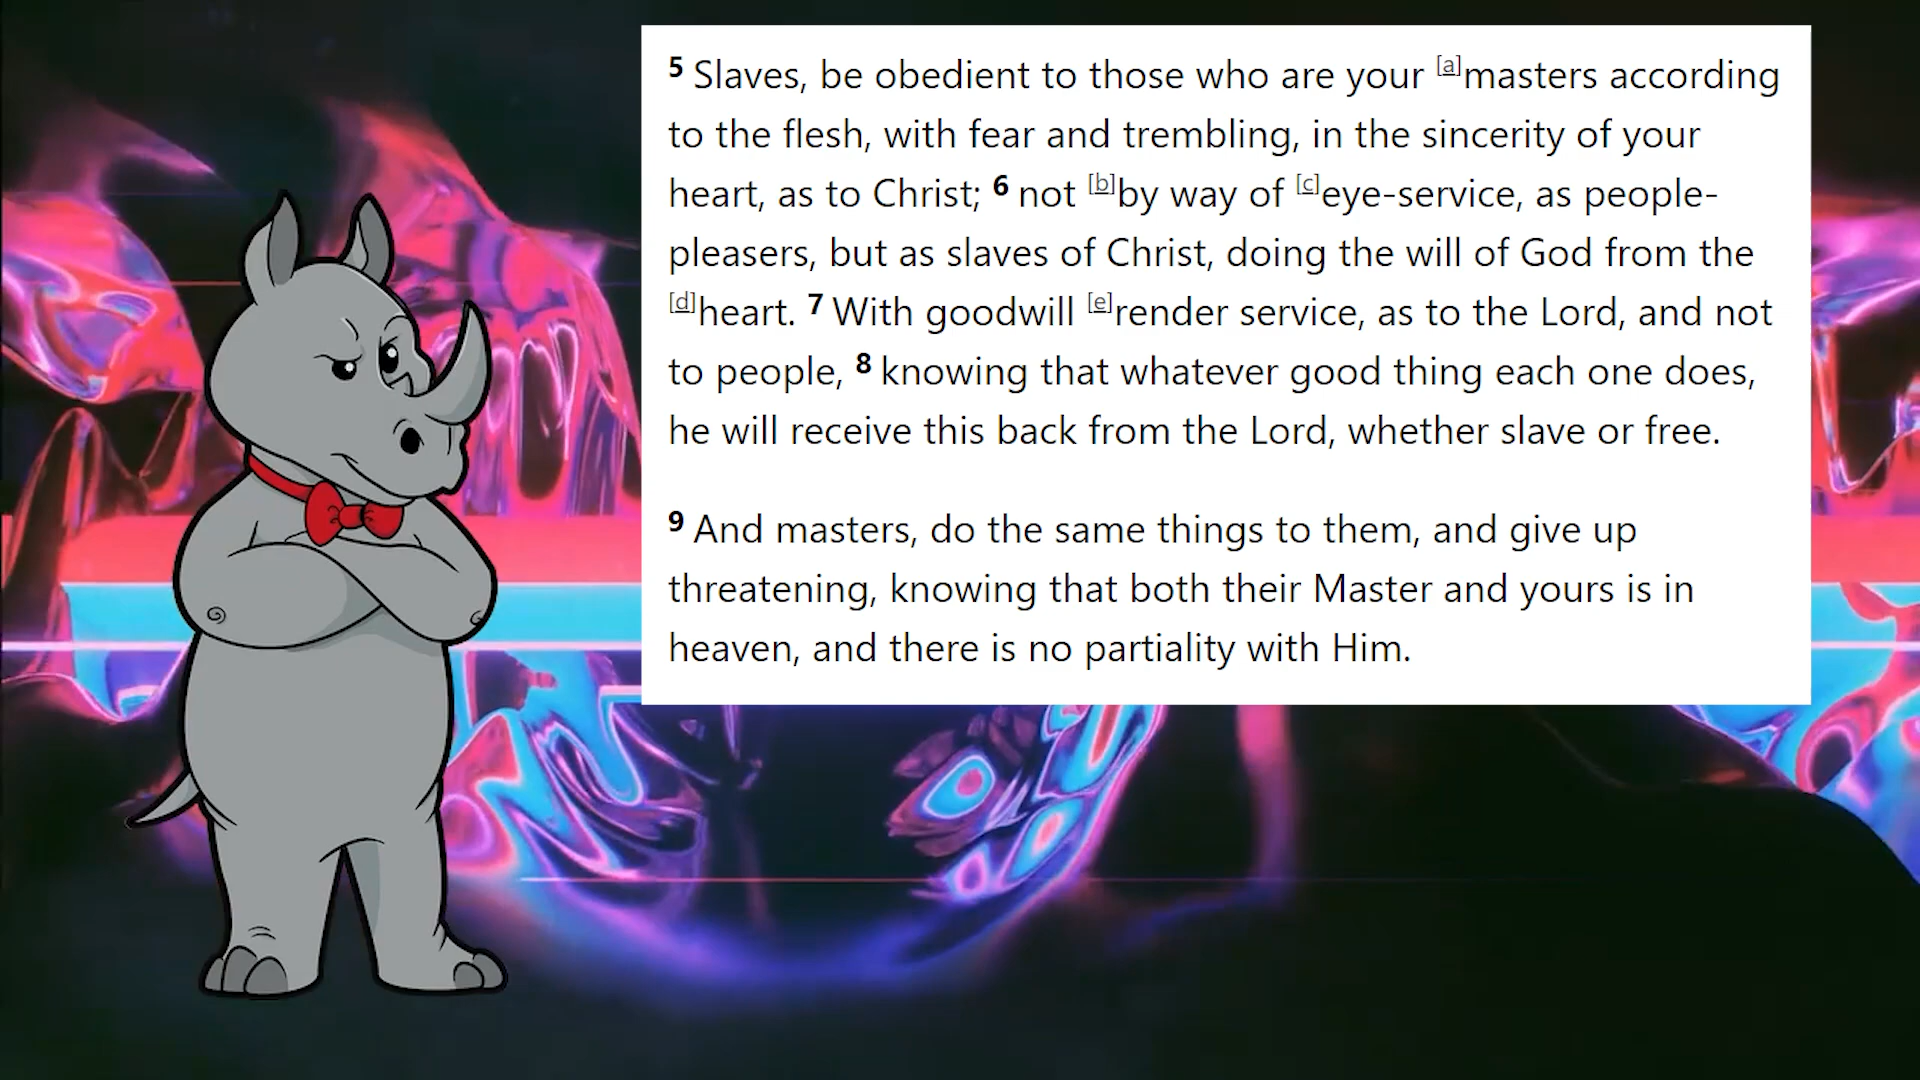 5 Slaves, be obedient to those who are your [a]masters according
to the flesh, with fear and trembling, in the sincerity of your
heart, as to Christ; 6 not [b]by way of [c]eye-service, as people-
pleasers, but as slaves of Christ, doing the will of God from the
[d]heart. 7 With goodwill [e]render service, as to the Lord, and not
to people, 8 knowing that whatever good thing each one does,
he will receive this back from the Lord, whether slave or free.
9 And masters, do the same things to them, and give up
threatening, knowing that both their Master and yours is in
heaven, and there is no partiality with Him.